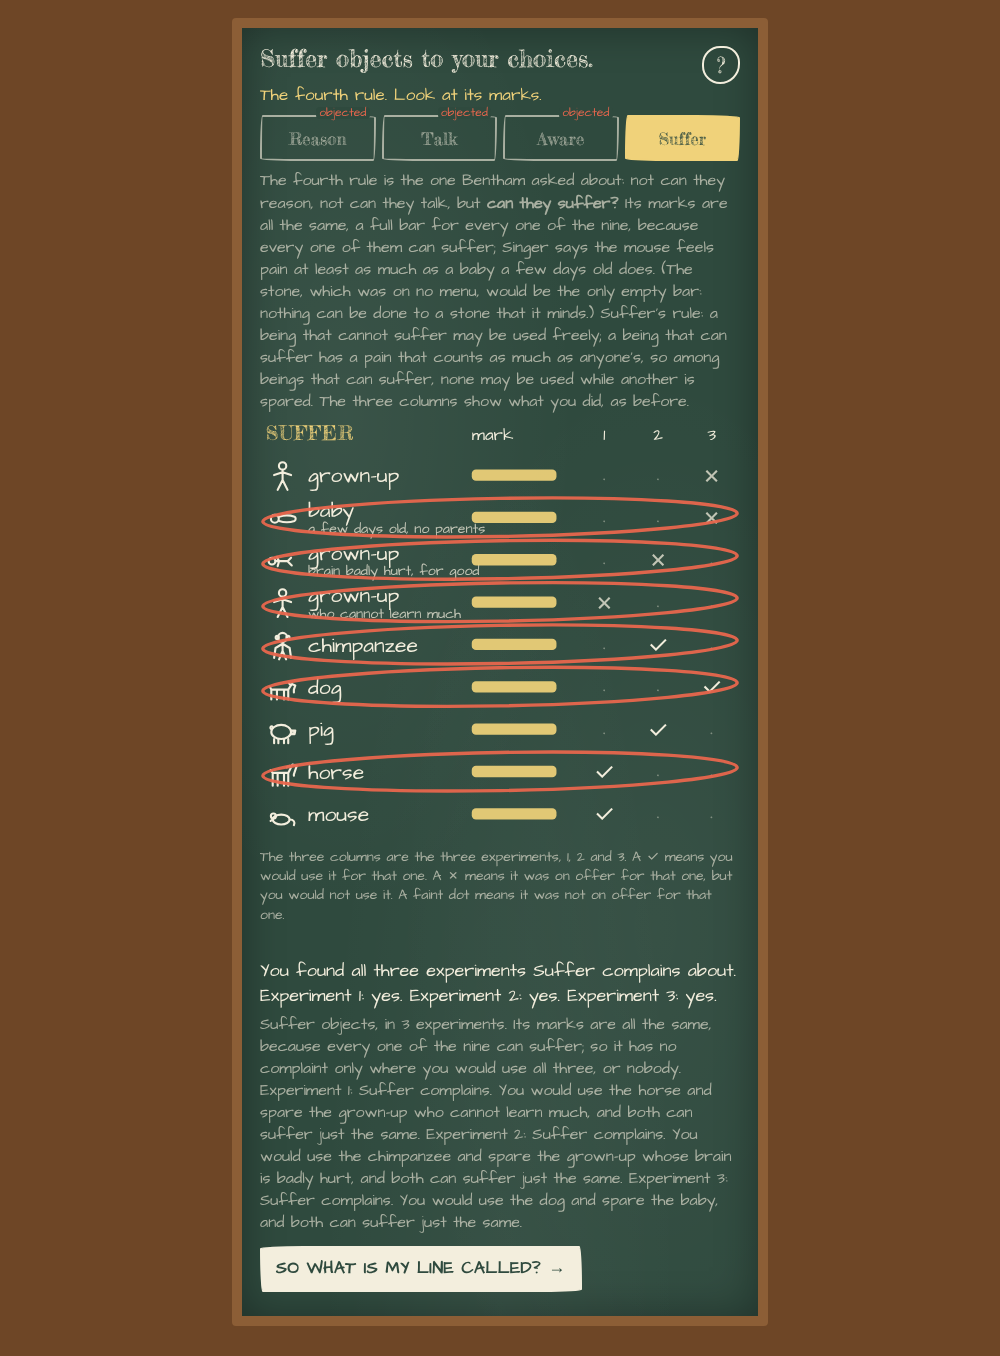 Suffer objects to your choices.
?
The fourth rule. Look at its marks.
objected objected objected
Reason Talk Aware Suffer
The fourth rule is the one Bentham asked about: not can they
reason, not can they talk, but can they suffer? Its marks are
all the same, a full bar for every one of the nine, because
every one of them can suffer; Singer says the mouse feels
pain at least as much as a baby a few days old does. (The
stone, which was on no menu, would be the only empty bar:
nothing can be done to a stone that it minds.) Suffer's rule: a
being that cannot suffer may be used freely; a being that can
suffer has a pain that counts as much as anyone's, so among
beings that can suffer, none may be used while another is
spared. The three columns show what you did, as before.
SUFFER mark 1 2 3
grown-up . . ×
baby . . ×
a few days old, no parents
grown-up . × .
brain badly hurt, for good
grown-up × . .
who cannot learn much
chimpanzee . ✓ .
dog . . ✓
pig . ✓ .
horse ✓ . .
mouse ✓ . .
The three columns are the three experiments, 1, 2 and 3. A ✓ means you
would use it for that one. A × means it was on offer for that one, but
you would not use it. A faint dot means it was not on offer for that
one.
You found all three experiments Suffer complains about.
Experiment 1: yes. Experiment 2: yes. Experiment 3: yes.
Suffer objects, in 3 experiments. Its marks are all the same,
because every one of the nine can suffer; so it has no
complaint only where you would use all three, or nobody.
Experiment 1: Suffer complains. You would use the horse and
spare the grown-up who cannot learn much, and both can
suffer just the same. Experiment 2: Suffer complains. You
would use the chimpanzee and spare the grown-up whose brain
is badly hurt, and both can suffer just the same. Experiment 3:
Suffer complains. You would use the dog and spare the baby,
and both can suffer just the same.
SO WHAT IS MY LINE CALLED? →